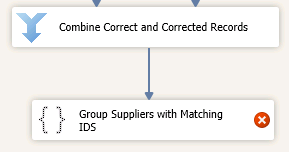 Combine Correct and Corrected Records
Group Suppliers with Matching
IDS